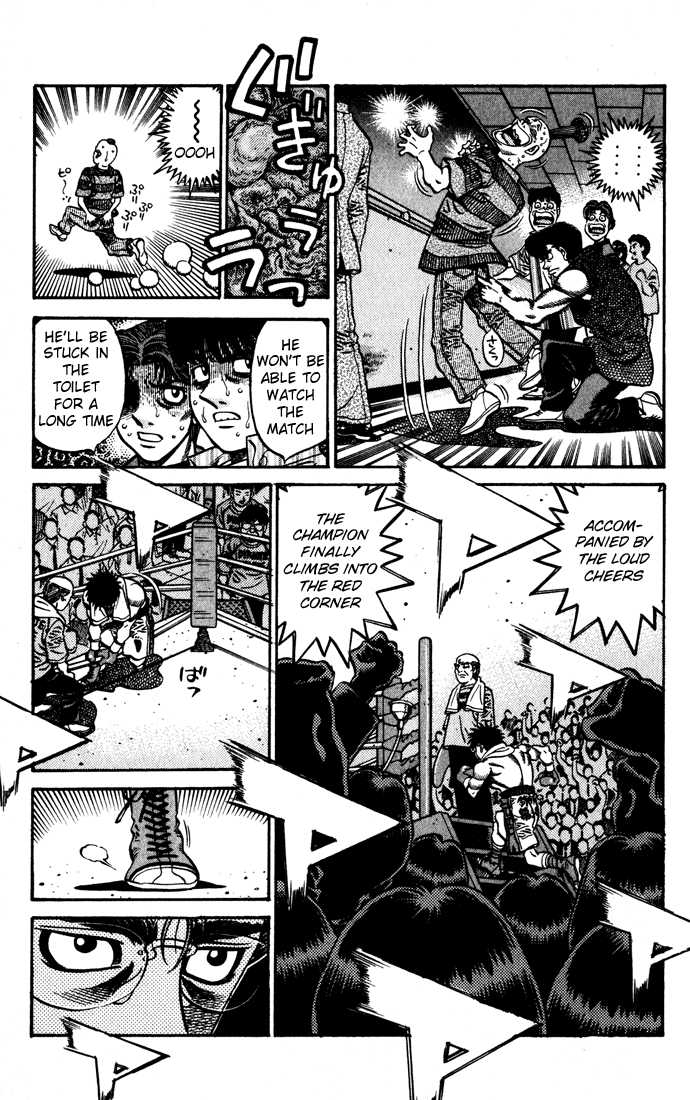 ......
ぐぎゅううっ
OOOH
ぷぷ
ぷぷ
HE
WON'T BE
ABLE TO
WATCH
THE
MATCH
HE'LL BE
STUCK IN
THE
TOILET
FOR A
LONG TIME
ACCOM-
PANIED BY
THE LOUD
CHEERS
THE
CHAMPION
FINALLY
CLIMBS INTO
THE RED
CORNER
ばっ